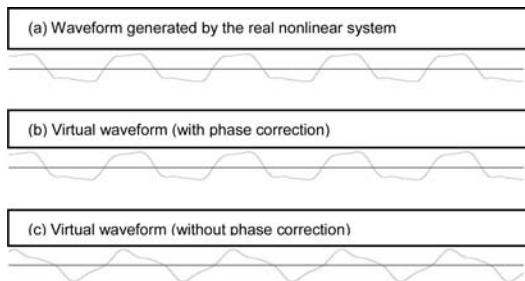 (a) Waveform generated by the real nonlinear system
(b) Virtual waveform (with phase correction)
(c) Virtual waveform (without phase correction)